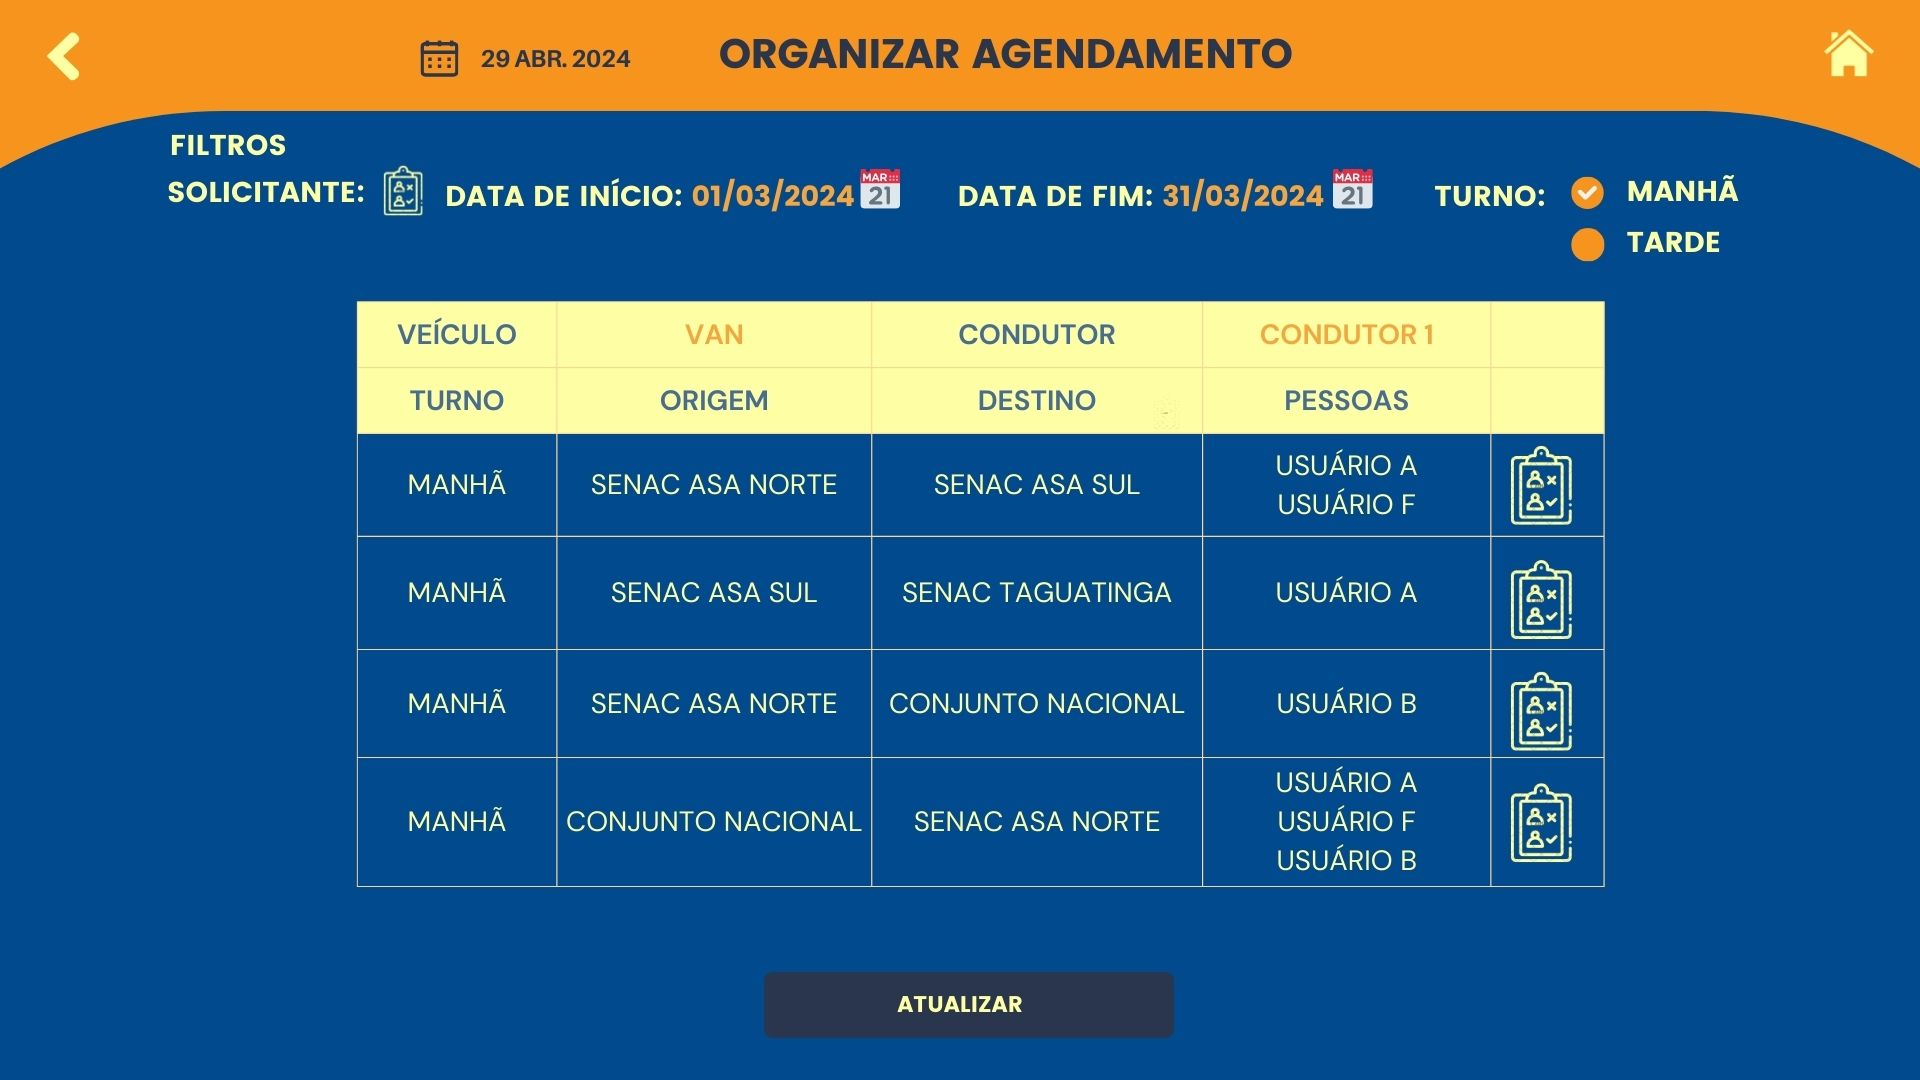 29 ABR. 2024
ORGANIZAR AGENDAMENTO
FILTROS
SOLICITANTE:
DATA DE INÍCIO: 01/03/2024
MAR
21
DATA DE FIM: 31/03/2024
MAR
21
TURNO:
MANHÃ
TARDE
VEÍCULO VAN CONDUTOR CONDUTOR 1
TURNO ORIGEM DESTINO PESSOAS
MANHÃ SENAC ASA NORTE SENAC ASA SUL USUÁRIO A
USUÁRIO F
MANHÃ SENAC ASA SUL SENAC TAGUATINGA USUÁRIO A
MANHÃ SENAC ASA NORTE CONJUNTO NACIONAL USUÁRIO B
MANHÃ CONJUNTO NACIONAL SENAC ASA NORTE USUÁRIO A
USUÁRIO F
USUÁRIO B
ATUALIZAR